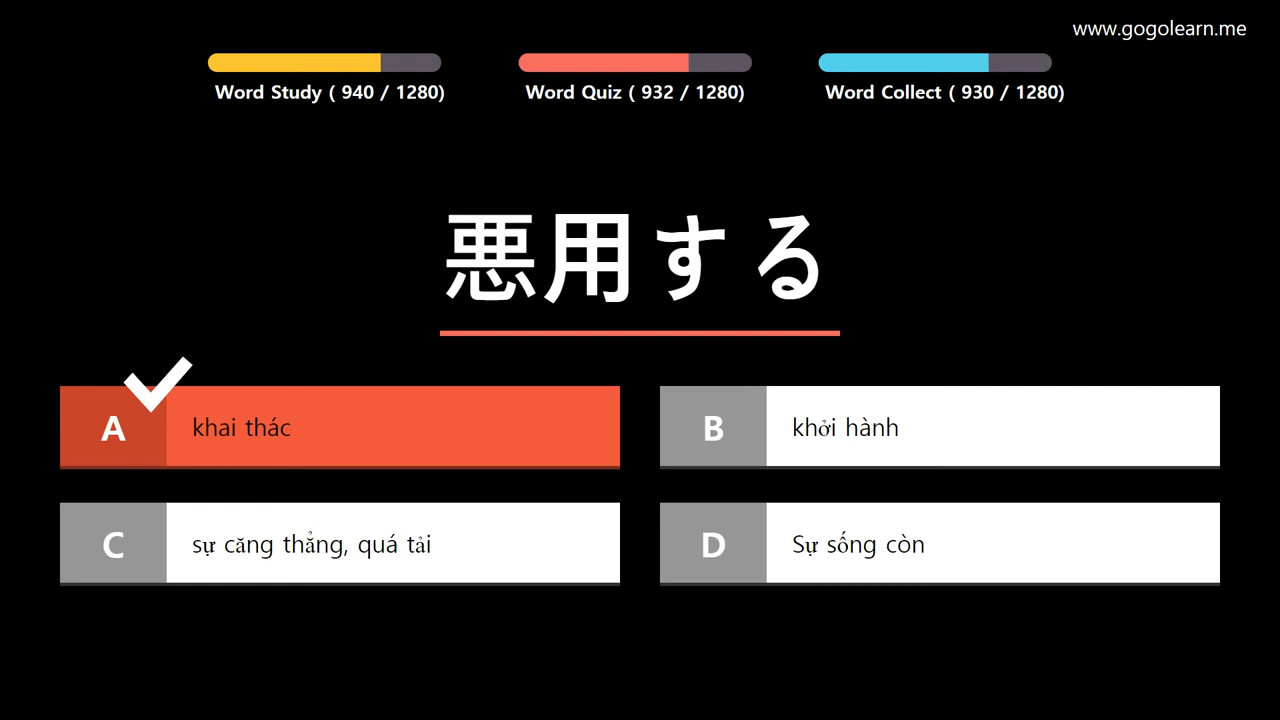 www.gogolearn.me
Word Study ( 940 / 1280)
Word Quiz ( 932 / 1280)
Word Collect ( 930 / 1280)
悪用する
A
khai thác
B
khởi hành
C
sự căng thẳng, quá tải
D
Sự sống còn